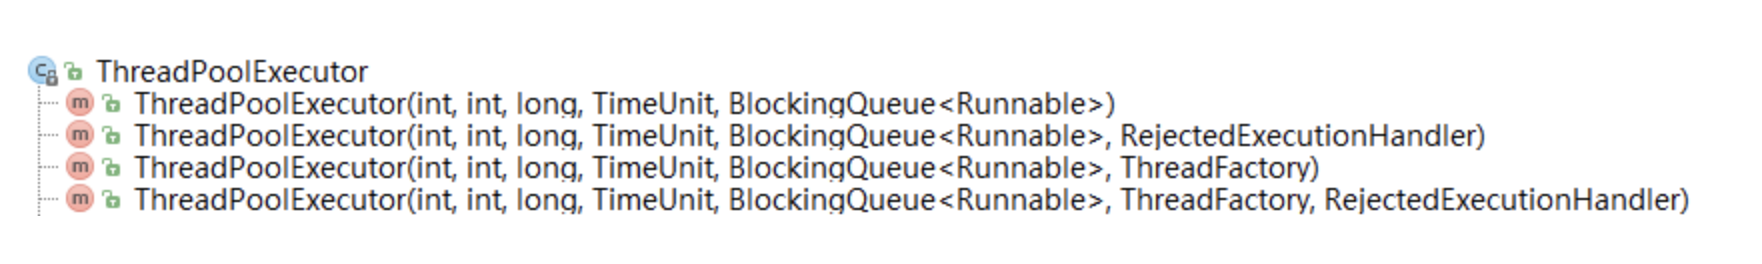 ThreadPoolExecutor
ThreadPoolExecutor(int, int, long, TimeUnit, BlockingQueue<Runnable>)
ThreadPoolExecutor(int, int, long, TimeUnit, BlockingQueue<Runnable>, RejectedExecutionHandler)
ThreadPoolExecutor(int, int, long, TimeUnit, BlockingQueue<Runnable>, ThreadFactory)
ThreadPoolExecutor(int, int, long, TimeUnit, BlockingQueue<Runnable>, ThreadFactory, RejectedExecutionHandler)